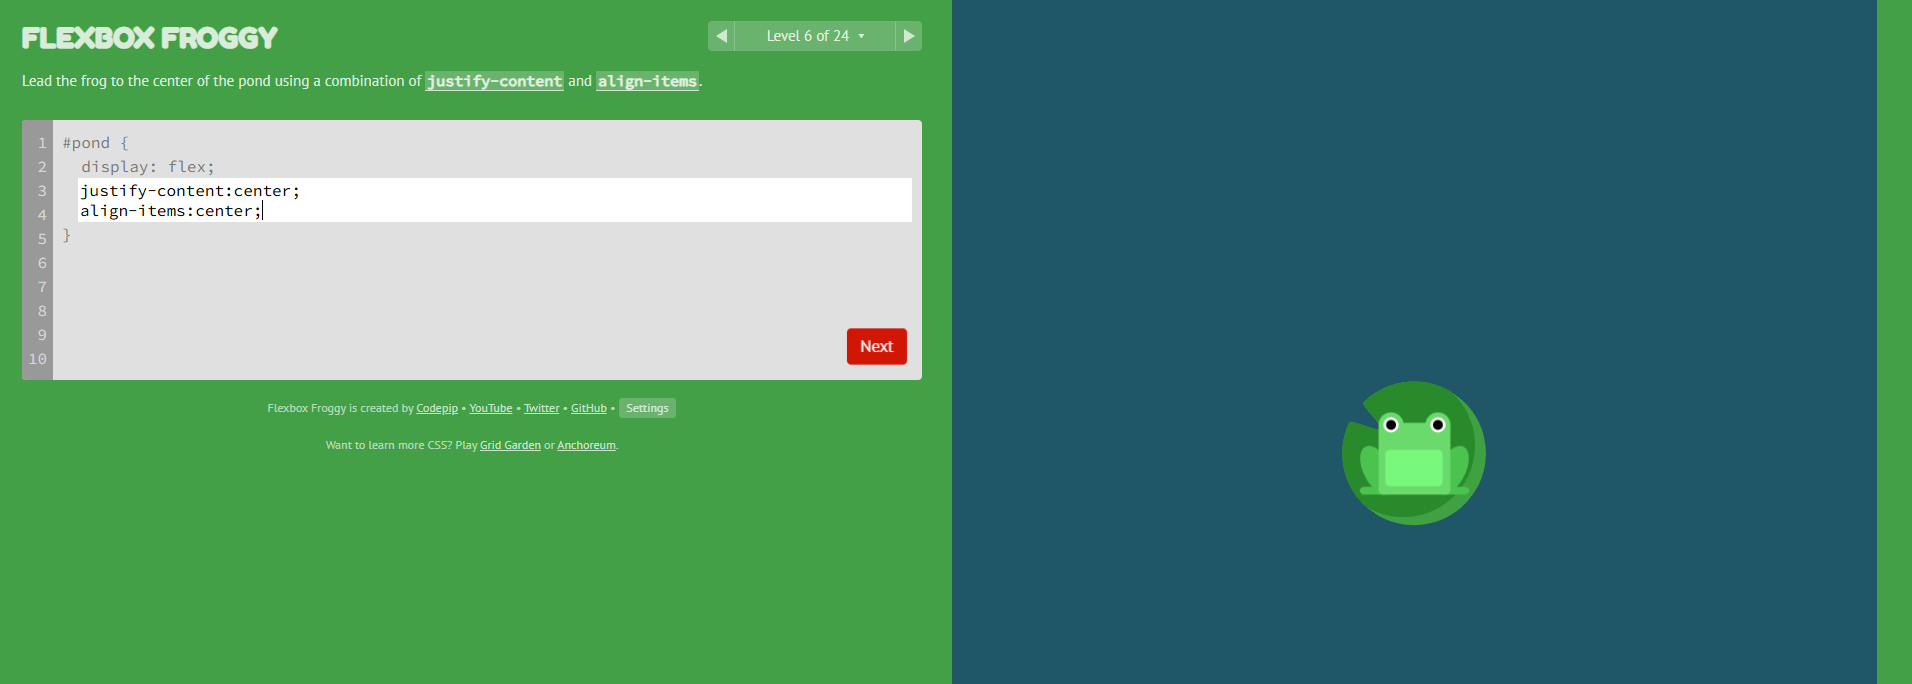 FLEXBOX FROGGY
Level 6 of 24
Lead the frog to the center of the pond using a combination of justify-content and align-items.
1 #pond {
2 display: flex;
3 justify-content:center;
4 align-items:center;
5 }
6
7
8
9
10
Next
Flexbox Froggy is created by Codepip • YouTube • Twitter • GitHub • Settings
Want to learn more CSS? Play Grid Garden or Anchoreum.